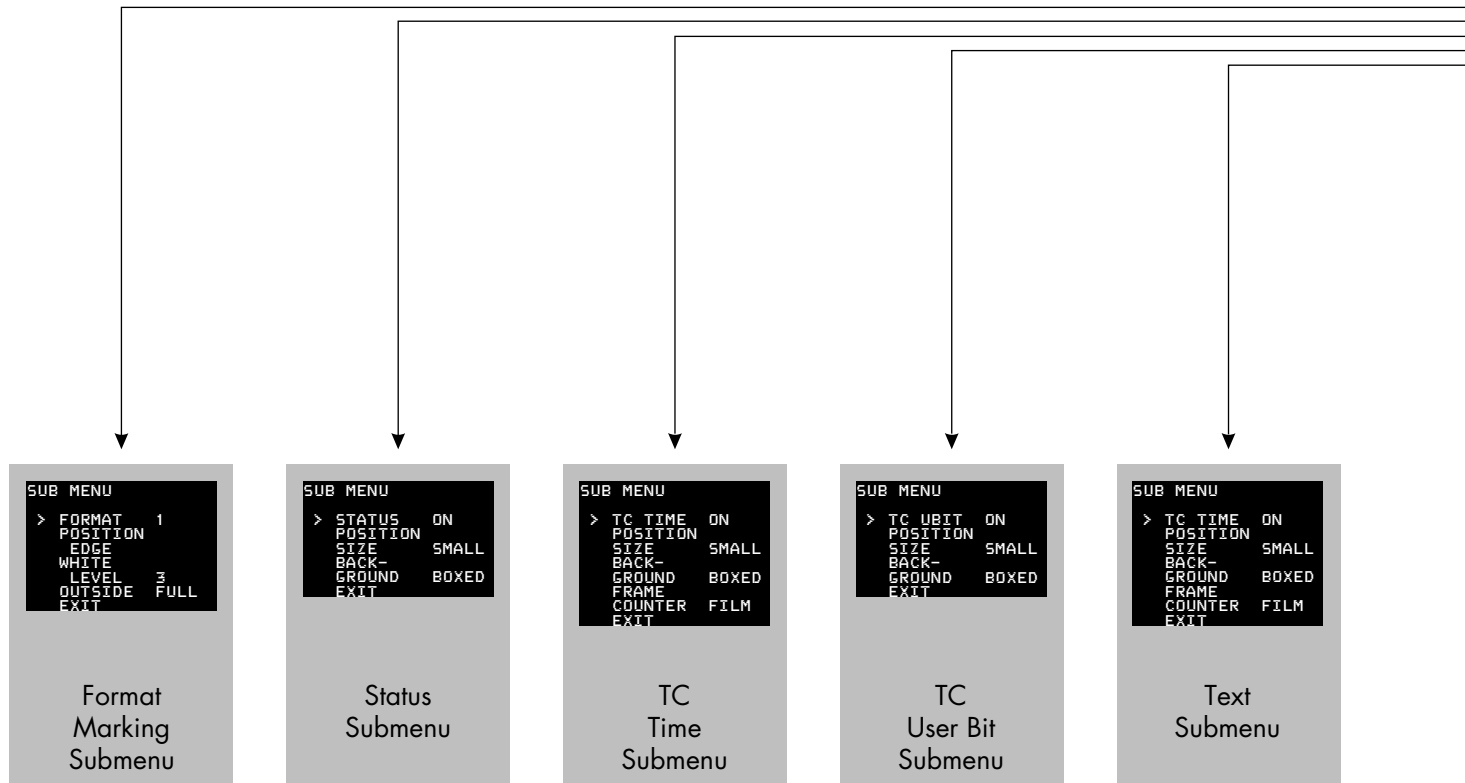 SUB MENU
> FORMAT 1
POSITION
EDGE
WHITE
LEVEL 3
OUTSIDE FULL
EXIT
Format
Marking
Submenu
SUB MENU
> STATUS ON
POSITION
SIZE SMALL
BACK-
GROUND BOXED
EXIT
Status
Submenu
SUB MENU
> TC TIME ON
POSITION
SIZE SMALL
BACK-
GROUND BOXED
FRAME
COUNTER FILM
EXIT
TC
Time
Submenu
SUB MENU
> TC UBIT ON
POSITION
SIZE SMALL
BACK-
GROUND BOXED
EXIT
TC
User Bit
Submenu
SUB MENU
> TC TIME ON
POSITION
SIZE SMALL
BACK-
GROUND BOXED
FRAME
COUNTER FILM
EXIT
Text
Submenu